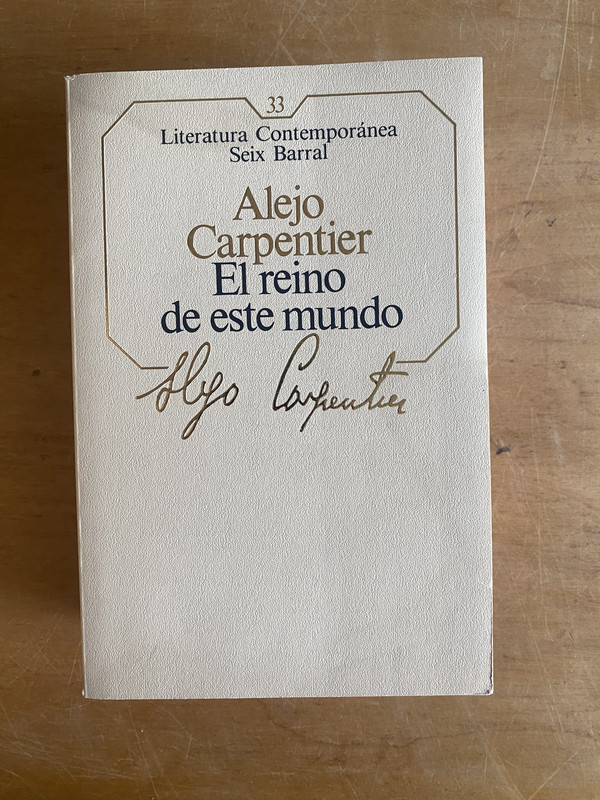 33
Literatura Contemporánea
Seix Barral
Alejo
Carpentier
El reino
de este mundo
Alejo Carpentier